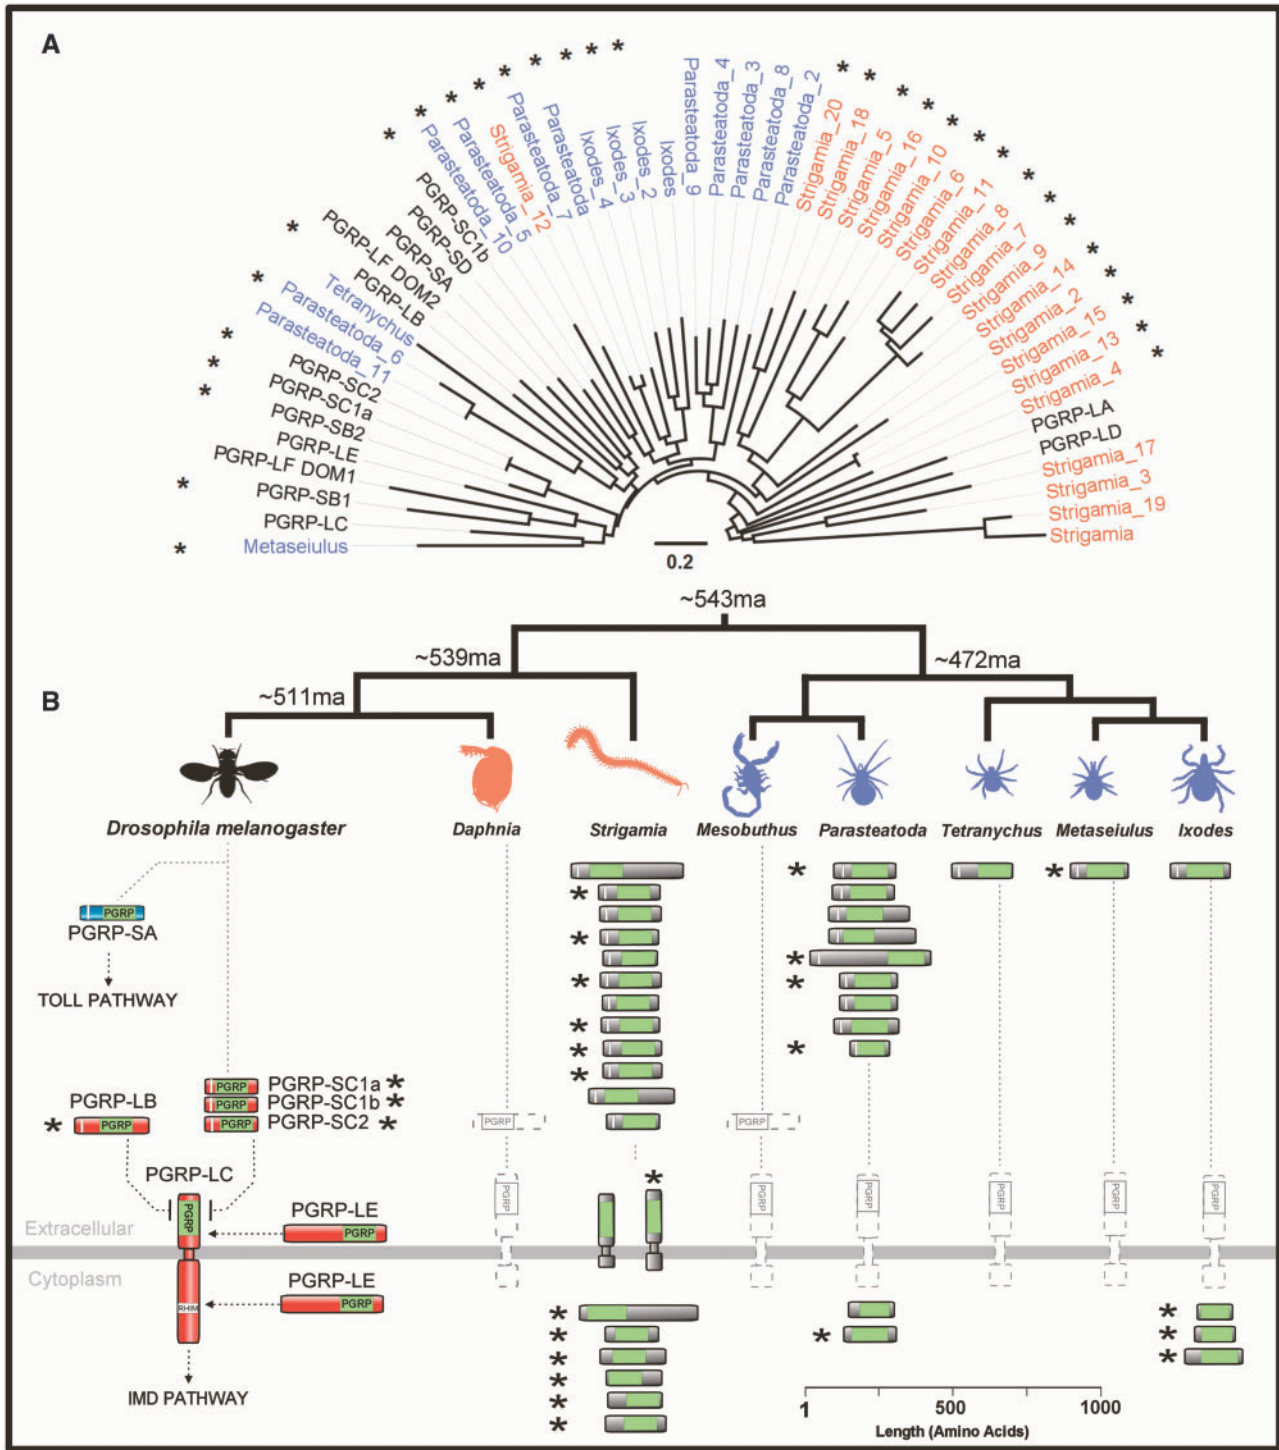 A
Metaseiulus
PGRP-LC
PGRP-SB1
PGRP-LF DOM1
PGRP-LE
PGRP-SB2
PGRP-SC1a
PGRP-SC2
Parasteatoda_11
Parasteatoda_6
Tetranychus
PGRP-LB
PGRP-LF DOM2
PGRP-SA
PGRP-SD
PGRP-SC1b
Parasteatoda_10
Parasteatoda_5
Strigamia_12
Parasteatoda_7
Parasteatoda
Ixodes_4
Ixodes_3
Ixodes_2
Ixodes
Parasteatoda_9
Parasteatoda_4
Parasteatoda_3
Parasteatoda_8
Parasteatoda_2
Strigamia_20
Strigamia_18
Strigamia_5
Strigamia_16
Strigamia_10
Strigamia_6
Strigamia_11
Strigamia_8
Strigamia_7
Strigamia_9
Strigamia_14
Strigamia_2
Strigamia_15
Strigamia_13
Strigamia_4
PGRP-LA
PGRP-LD
Strigamia_17
Strigamia_3
Strigamia_19
Strigamia
0.2
~543ma
~539ma
~472ma
~511ma
B
Drosophila melanogaster
Daphnia
Strigamia
Mesobuthus
Parasteatoda
Tetranychus
Metaseiulus
Ixodes
PGRP
PGRP-SA
TOLL PATHWAY
PGRP
PGRP-SC1a
PGRP
PGRP-SC1b
PGRP
PGRP-SC2
PGRP-LB
PGRP
PGRP
PGRP
PGRP-LC
PGRP
PGRP
PGRP
PGRP
PGRP
PGRP
PGRP
Extracellular
PGRP-LE
PGRP
Cytoplasm
PGRP-LE
PGRP
RHIM
IMD PATHWAY
1
500
1000
Length (Amino Acids)